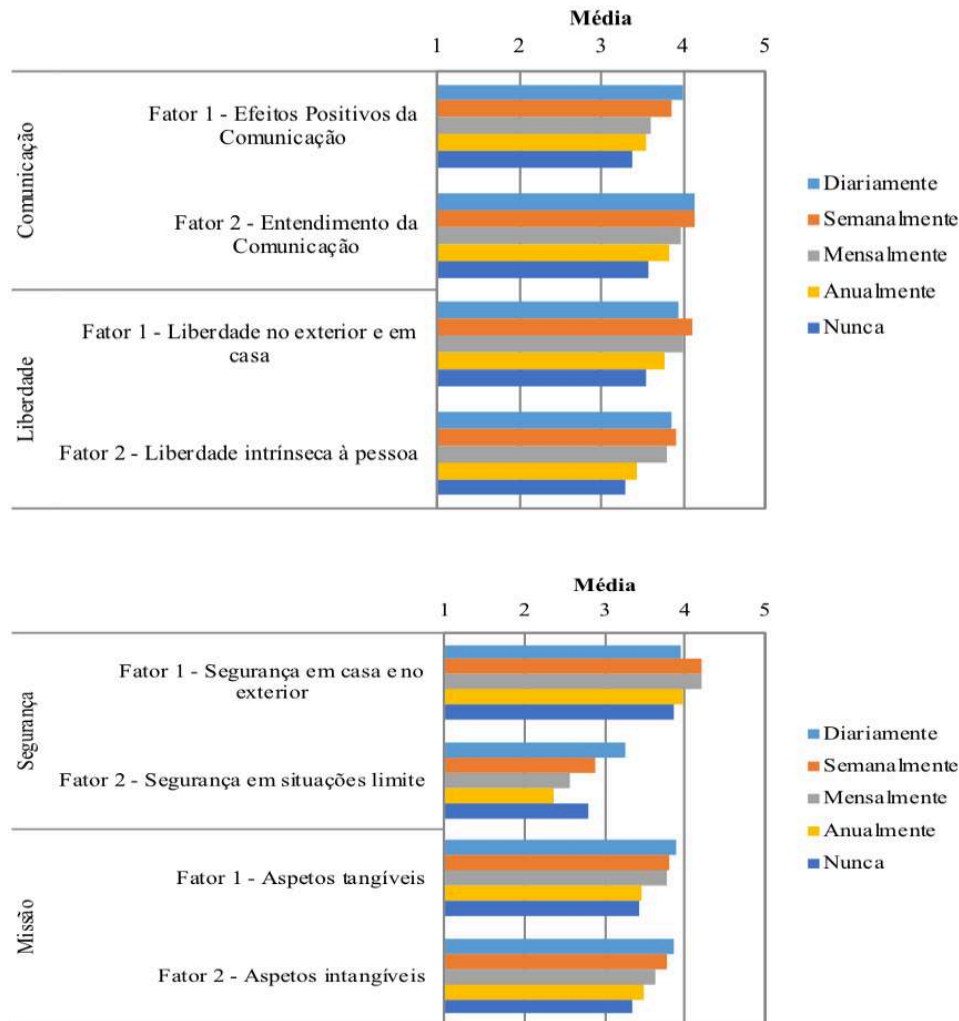 Média
1 2 3 4 5
Comunicação
Fator 1 - Efeitos Positivos da
Comunicação
Fator 2 - Entendimento da
Comunicação
Liberdade
Fator 1 - Liberdade no exterior e em
casa
Fator 2 - Liberdade intrínseca à pessoa
Diariamente
Semanalmente
Mensalmente
Anualmente
Nunca
Média
1 2 3 4 5
Segurança
Fator 1 - Segurança em casa e no
exterior
Fator 2 - Segurança em situações limite
Missão
Fator 1 - Aspetos tangíveis
Fator 2 - Aspetos intangíveis
Diariamente
Semanalmente
Mensalmente
Anualmente
Nunca